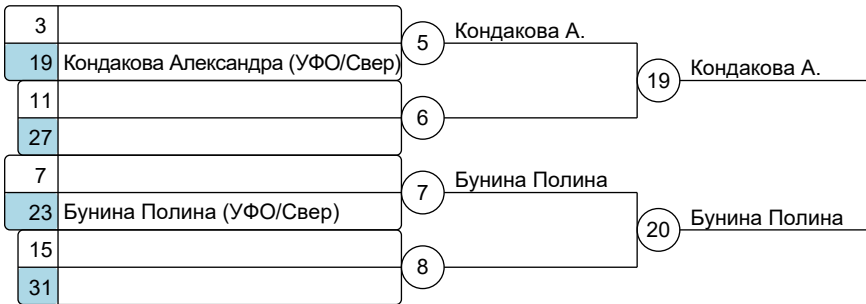 3
19 Кондакова Александра (УФО/Свер)
11
27
5 Кондакова А.
6
19 Кондакова А.
7
23 Бунина Полина (УФО/Свер)
15
31
7 Бунина Полина
8
20 Бунина Полина